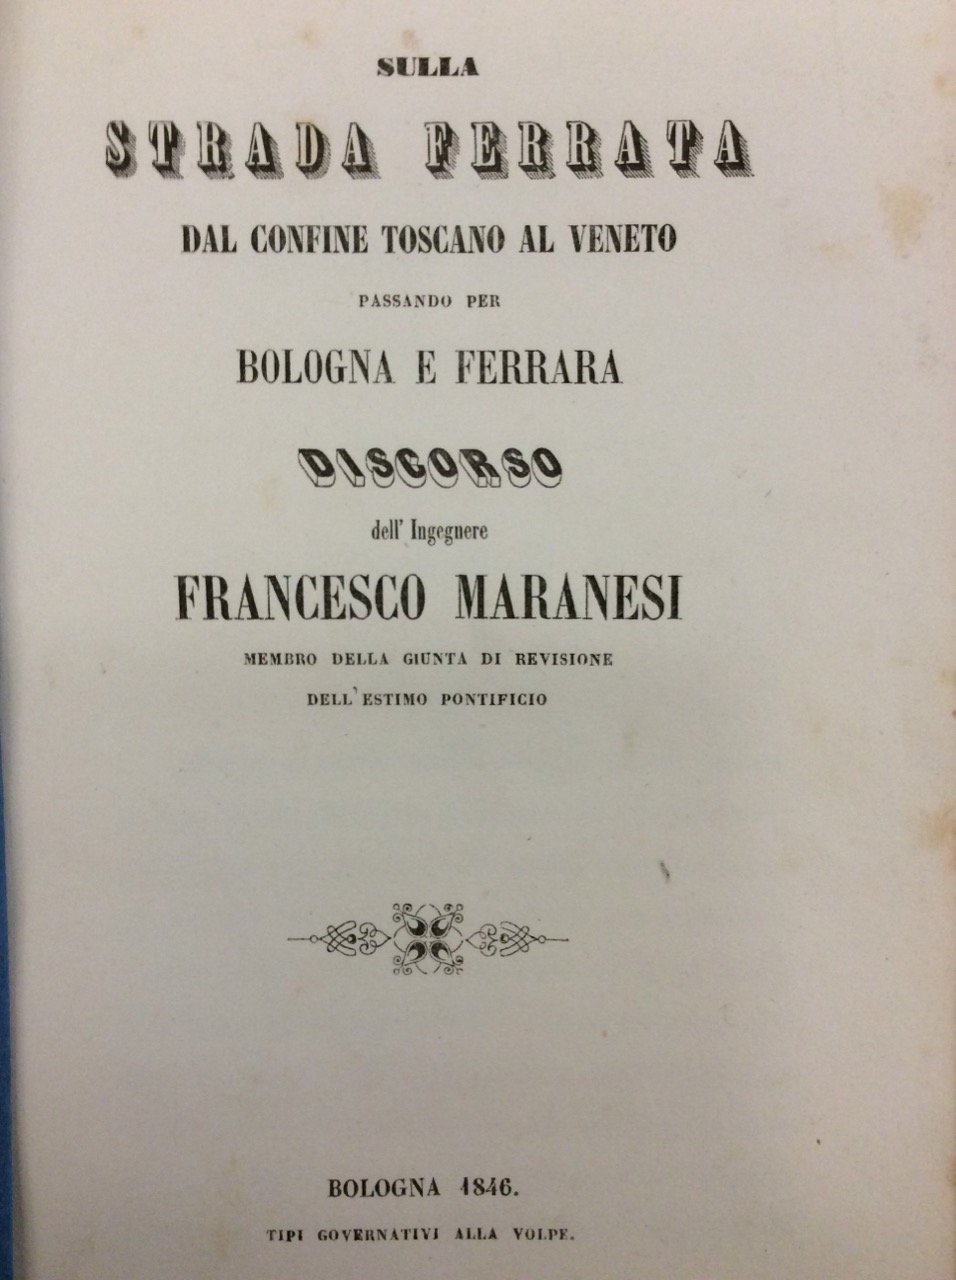 SULLA
STRADA FERRATA
DAL CONFINE TOSCANO AL VENETO
PASSANDO PER
BOLOGNA E FERRARA
DISCORSO
dell' Ingegnere
FRANCESCO MARANESI
MEMBRO DELLA GIUNTA DI REVISIONE
DELL'ESTIMO PONTIFICIO
BOLOGNA 1846.
TIPI GOVERNATIVI ALLA VOLPE.